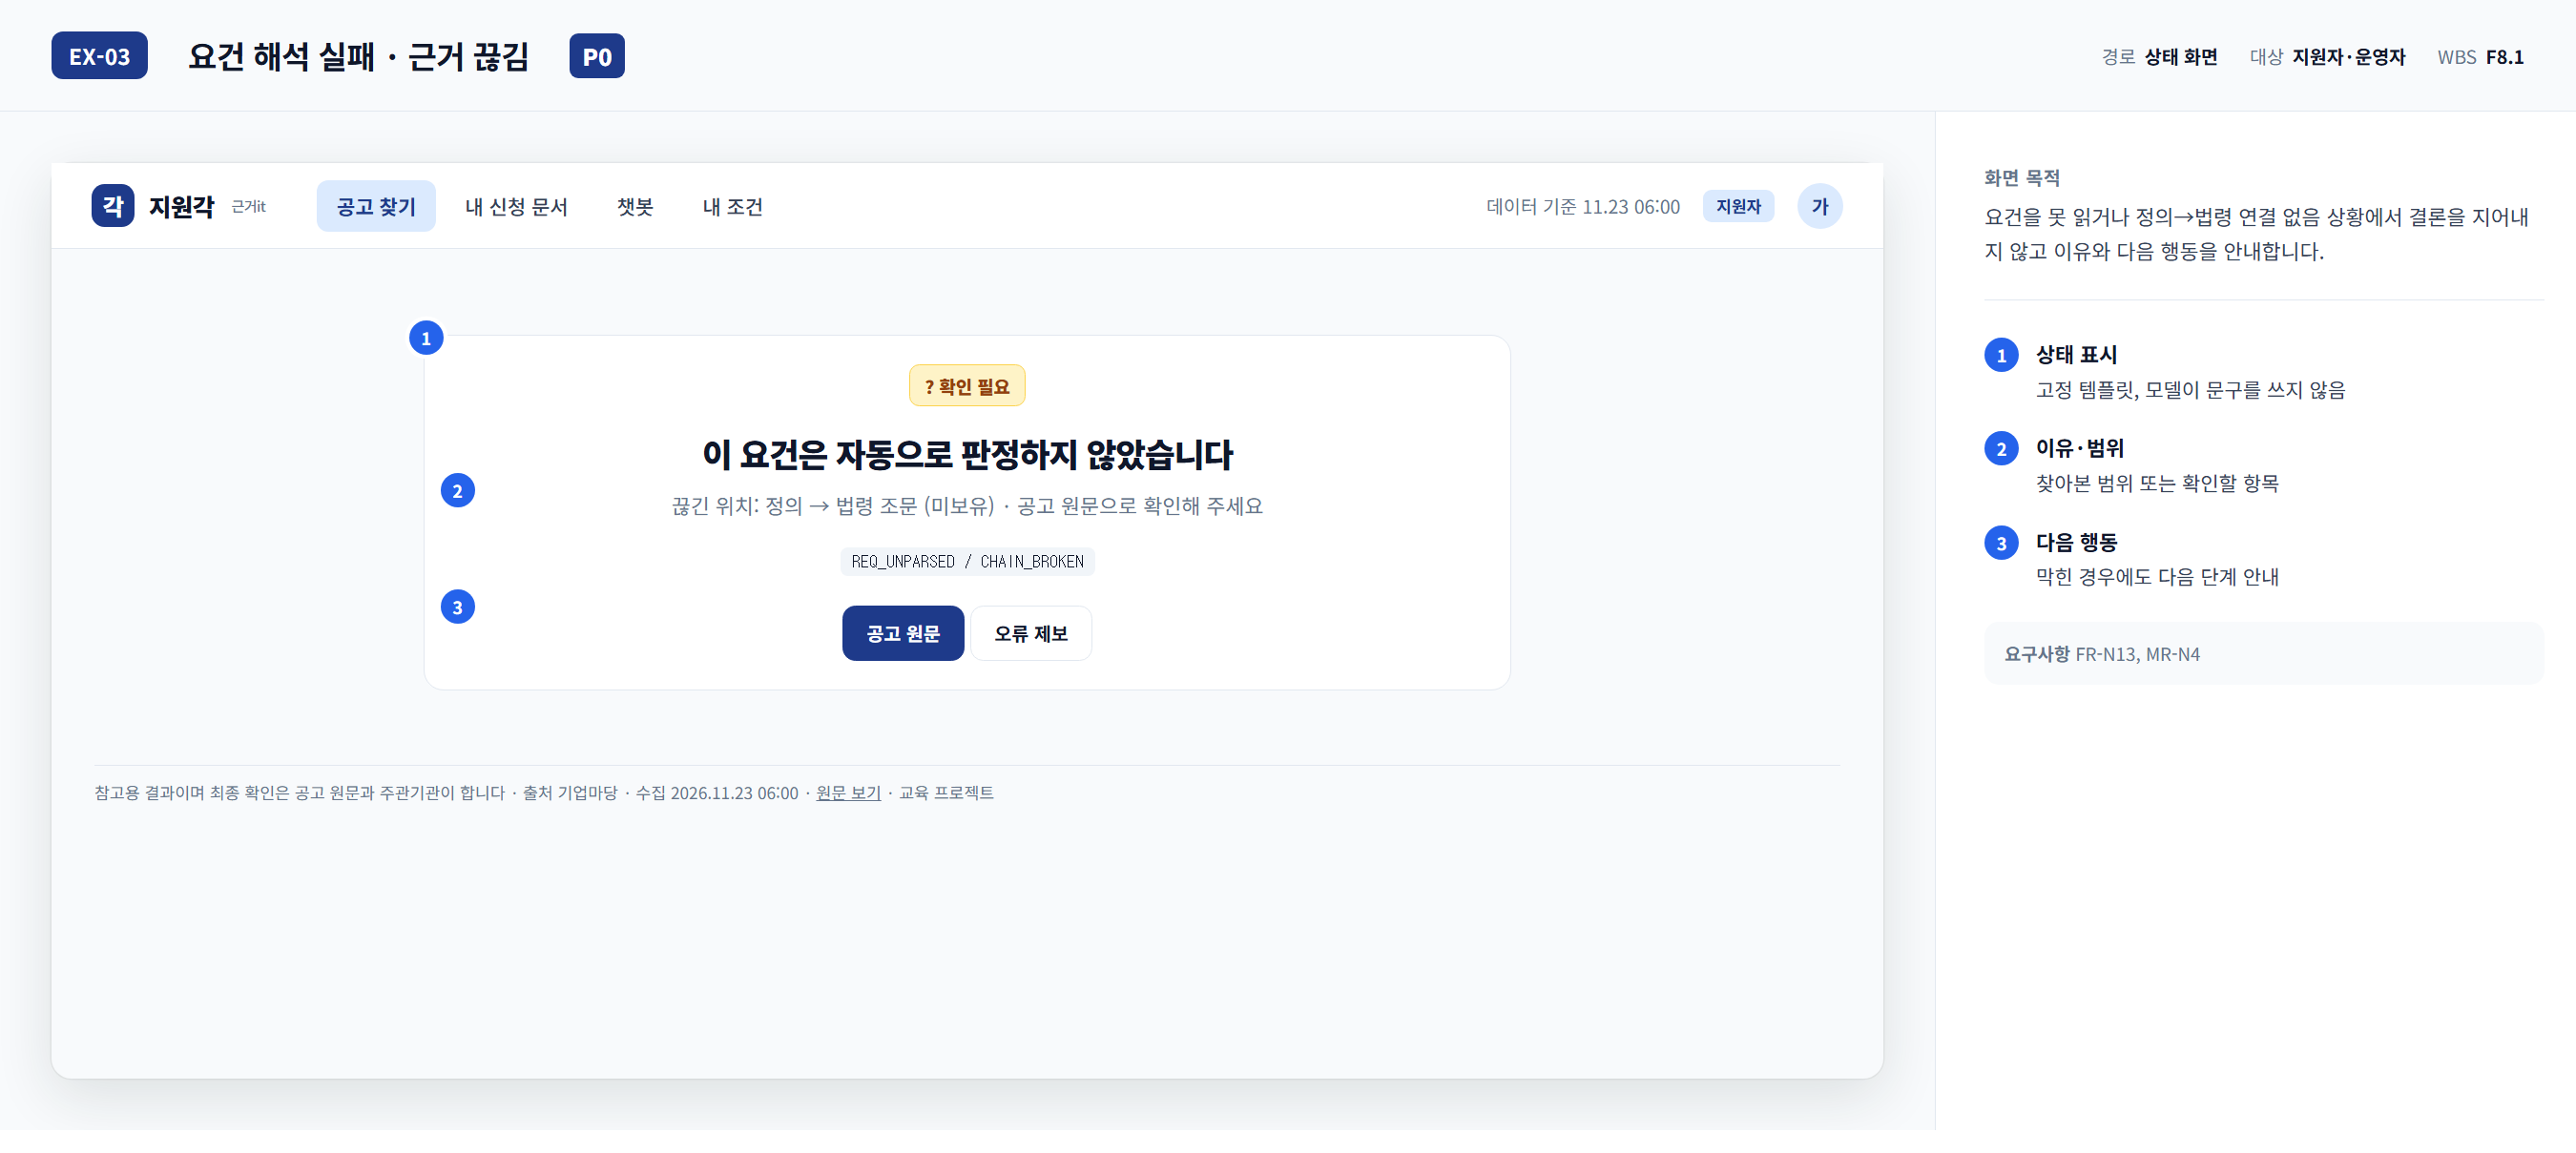 EX-03 요건 해석 실패 · 근거 끊김 P0
경로 상태 화면 대상 지원자·운영자 WBS F8.1
각 지원각 근거it 공고 찾기 내 신청 문서 챗봇 내 조건 데이터 기준 11.23 06:00 지원자 가
1
? 확인 필요
이 요건은 자동으로 판정하지 않았습니다
2
끊긴 위치: 정의 → 법령 조문 (미보유) · 공고 원문으로 확인해 주세요
REQ_UNPARSED / CHAIN_BROKEN
3
공고 원문 오류 제보
참고용 결과이며 최종 확인은 공고 원문과 주관기관이 합니다 · 출처 기업마당 · 수집 2026.11.23 06:00 · 원문 보기 · 교육 프로젝트
화면 목적
요건을 못 읽거나 정의→법령 연결 없음 상황에서 결론을 지어내
지 않고 이유와 다음 행동을 안내합니다.
1 상태 표시
고정 템플릿, 모델이 문구를 쓰지 않음
2 이유·범위
찾아본 범위 또는 확인할 항목
3 다음 행동
막힌 경우에도 다음 단계 안내
요구사항 FR-N13, MR-N4